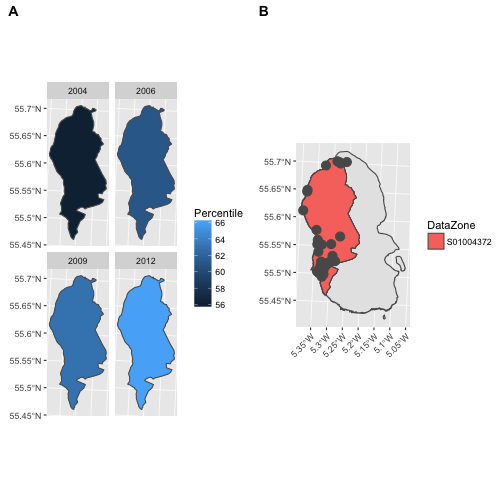 A
B
2004
2006
55.7°N
55.65°N
55.6°N
55.55°N
55.5°N
55.45°N
2009
2012
55.7°N
55.65°N
55.6°N
55.55°N
55.5°N
55.45°N
Percentile
66
64
62
60
58
56
55.7°N
55.65°N
55.6°N
55.55°N
55.5°N
55.45°N
5.35°W
5.3°W
5.25°W
5.2°W
5.15°W
5.1°W
5.05°W
DataZone
S01004372